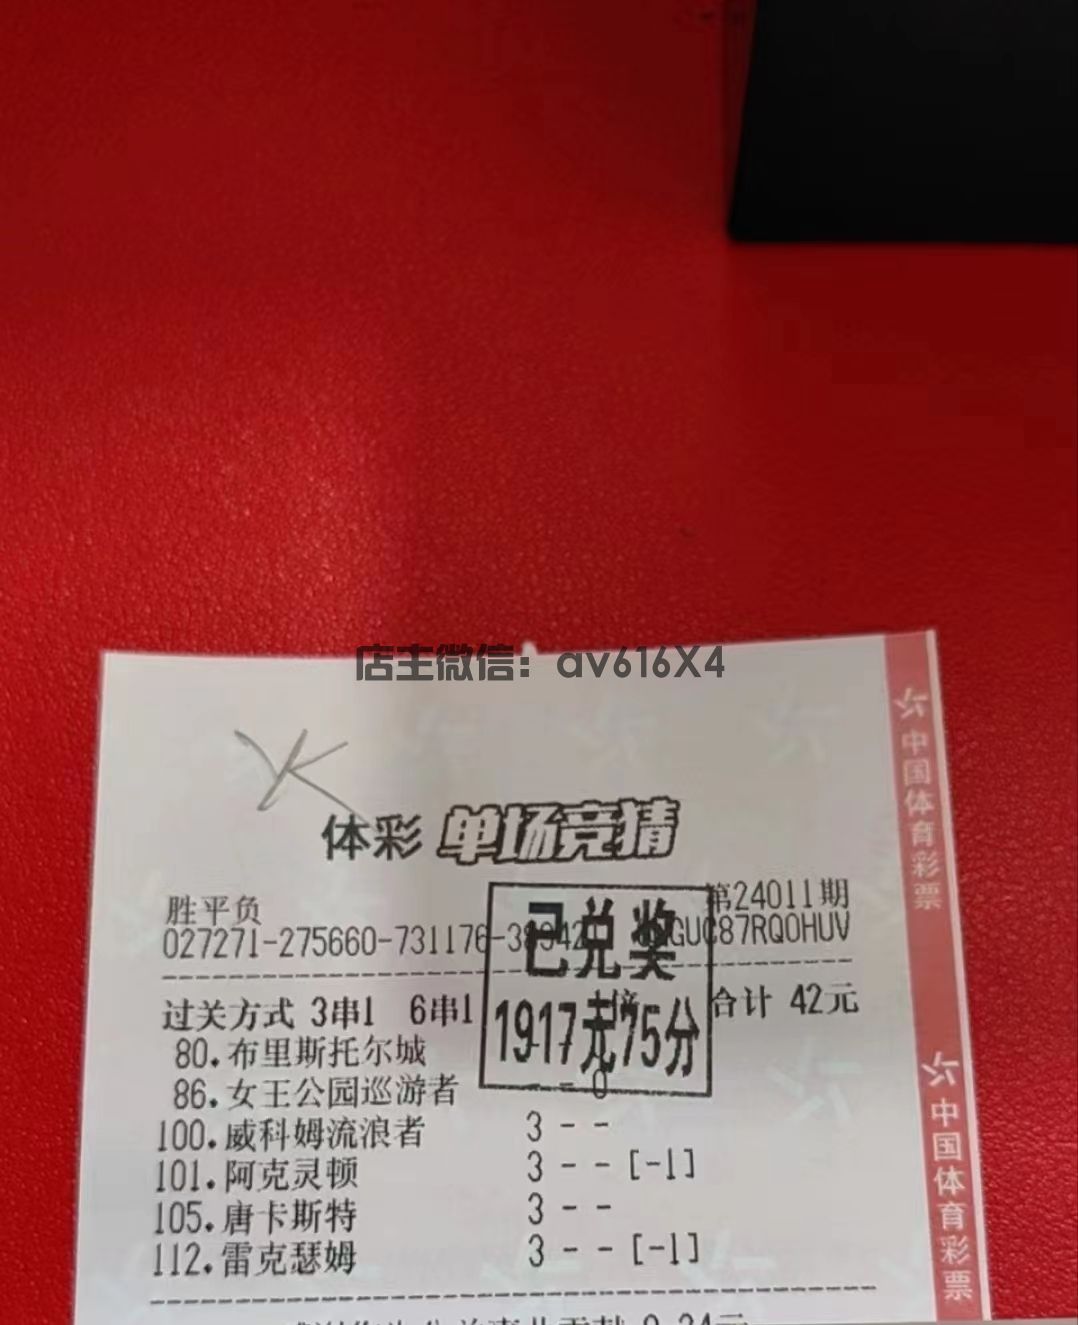 店主微信：av616X4
体彩 单场竞猜
胜平负
第24011期
027271-275660-731176-
GUC87RQOHUV
已兑奖
1917元75分
过关方式 3串1 6串1
倍
合计 42元
80.布里斯托尔城
86.女王公园巡游者 - - 0
100.威科姆流浪者 3 - -
101.阿克灵顿 3 - - [-1]
105.唐卡斯特 3 - -
112.雷克瑟姆 3 - - [-1]
中国体育彩票
中国体育彩票